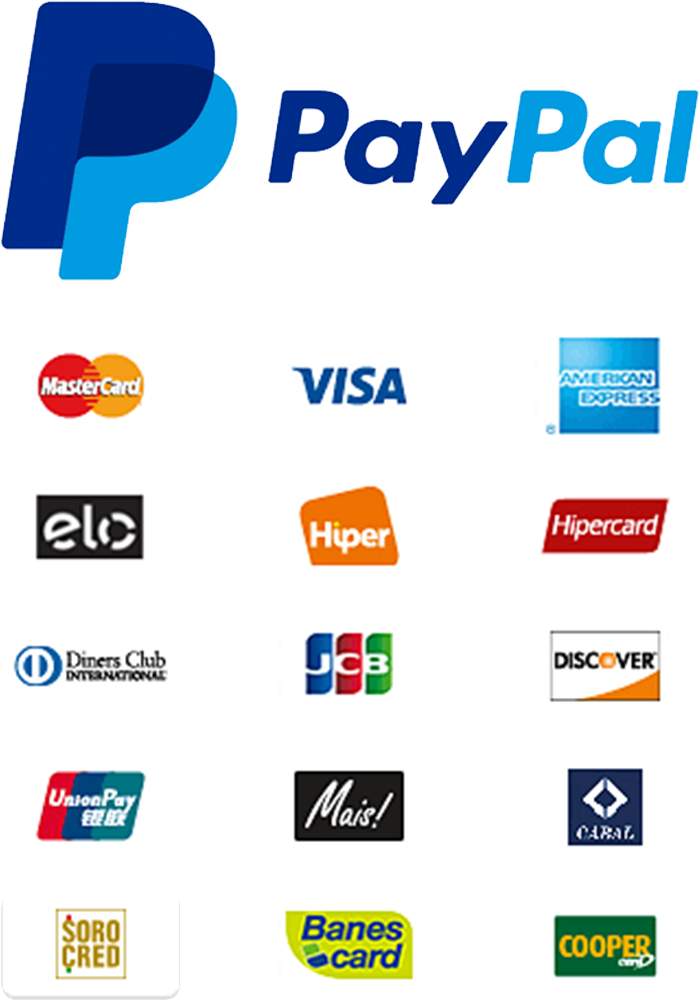 PayPal
MasterCard
VISA
AMERICAN
EXPRESS
®
elo
Hiper
Hipercard
Diners Club
INTERNATIONAL
JCB
DISCOVER
UnionPay
银联
Mais!
CABAL
SORO
CRED
Banes
card
COOPER
card